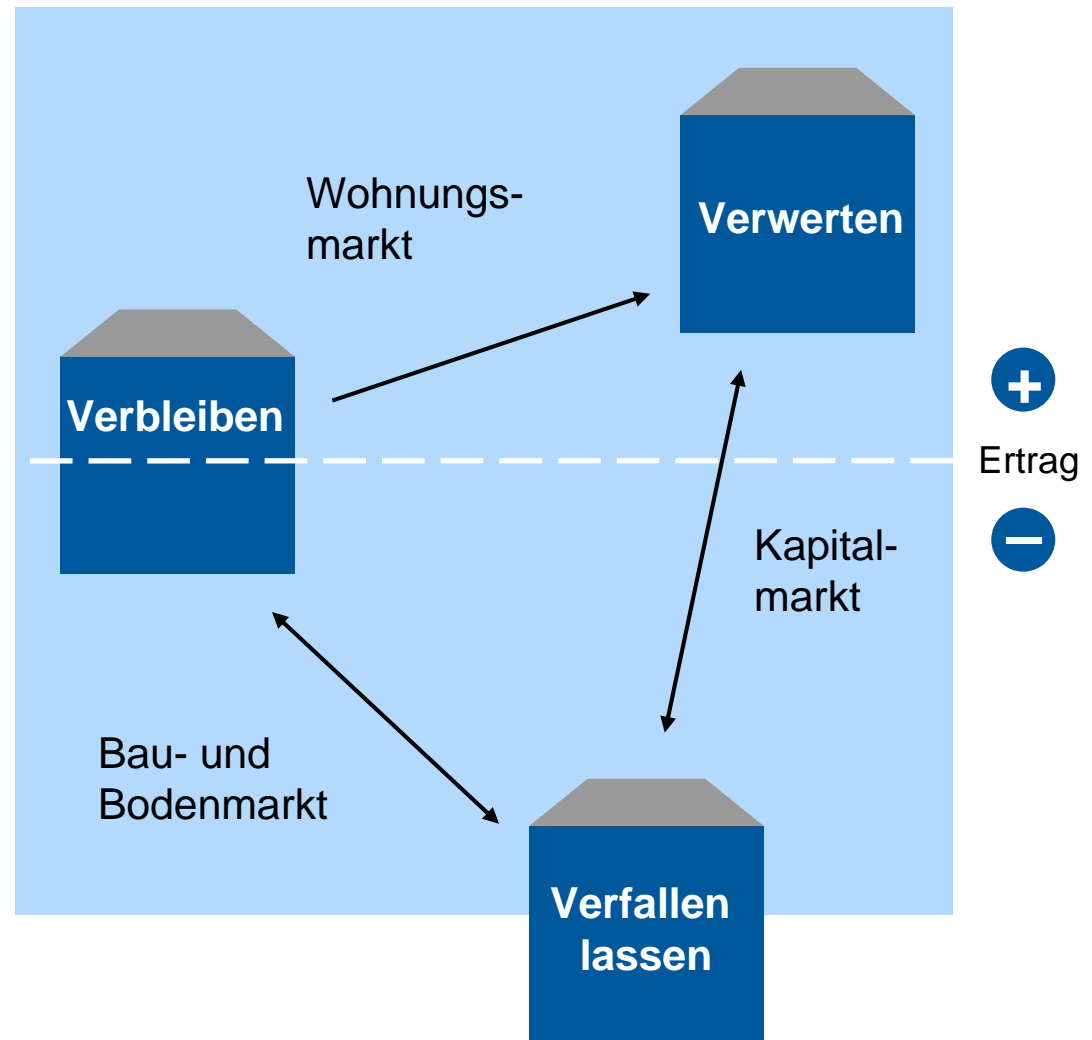 Wohnungs-
markt
Verwerten
Verbleiben
+
Ertrag
−
Kapital-
markt
Bau- und
Bodenmarkt
Verfallen
lassen